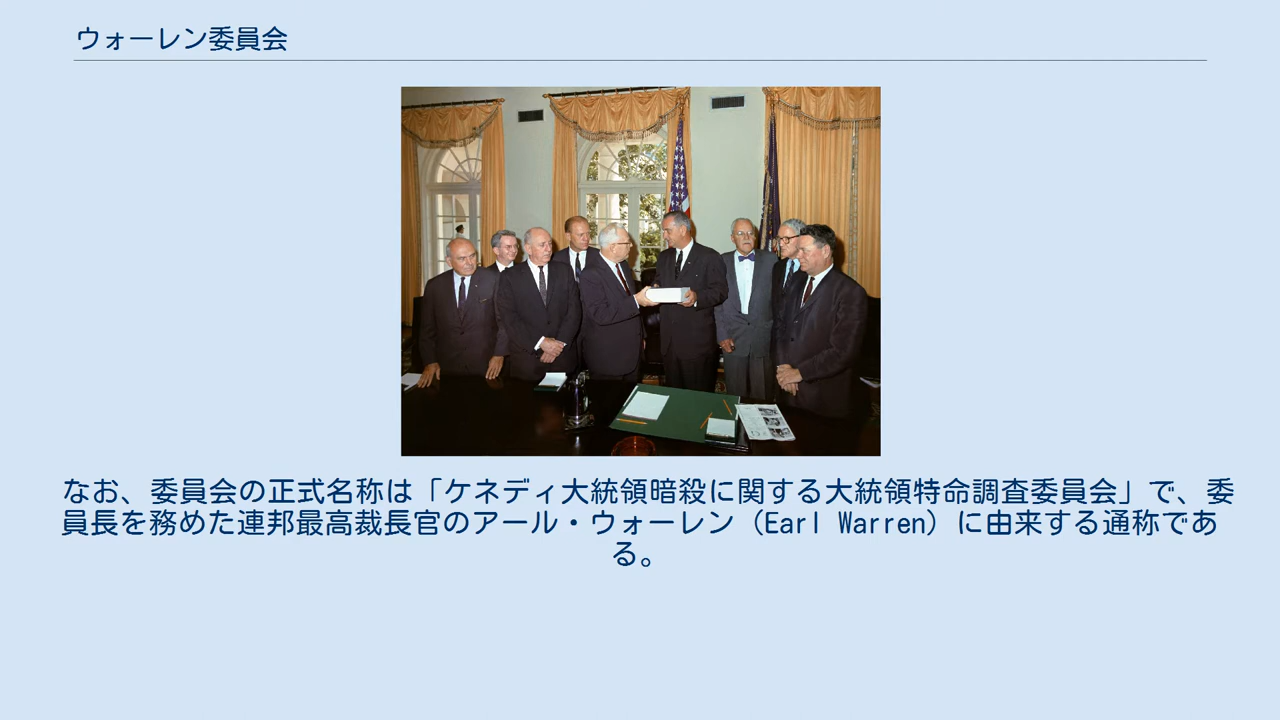 ウォーレン委員会
なお、委員会の正式名称は「ケネディ大統領暗殺に関する大統領特命調査委員会」で、委
員長を務めた連邦最高裁長官のアール・ウォーレン（Earl Warren）に由来する通称であ
る。